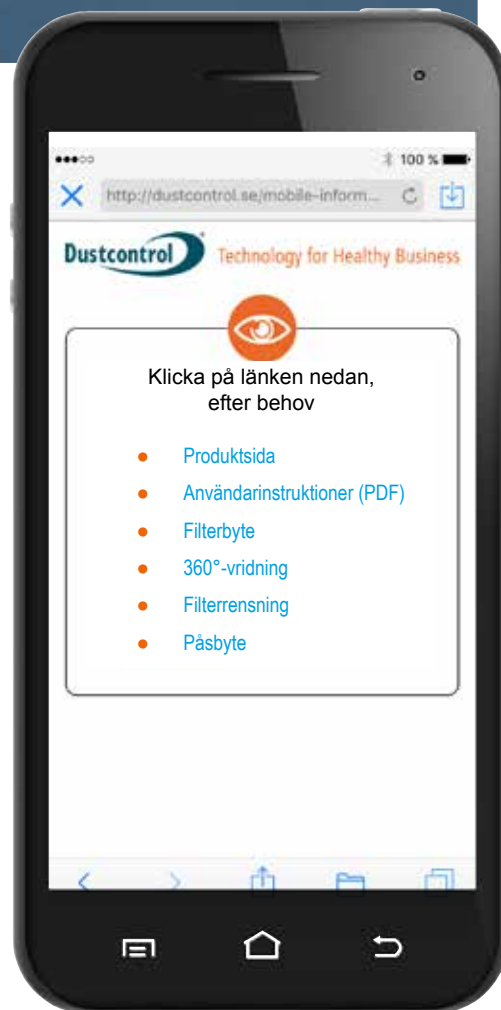 100 %
http://dustcontrol.se/mobile-inform...
Dustcontrol Technology for Healthy Business
Klicka på länken nedan,
efter behov
Produktsida
Användarinstruktioner (PDF)
Filterbyte
360°-vridning
Filterrensning
Påsbyte